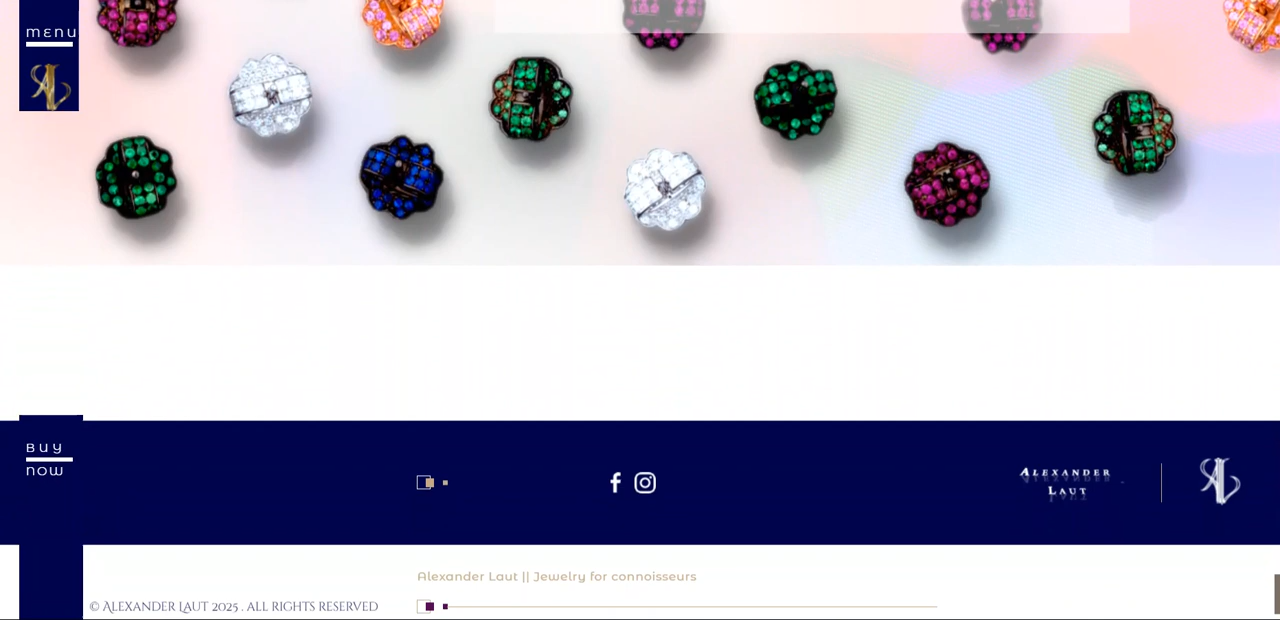 MENU
BUY
NOW
ALEXANDER
LAUT
Alexander Laut || Jewelry for connoisseurs
© ALEXANDER LAUT 2025 . ALL RIGHTS RESERVED